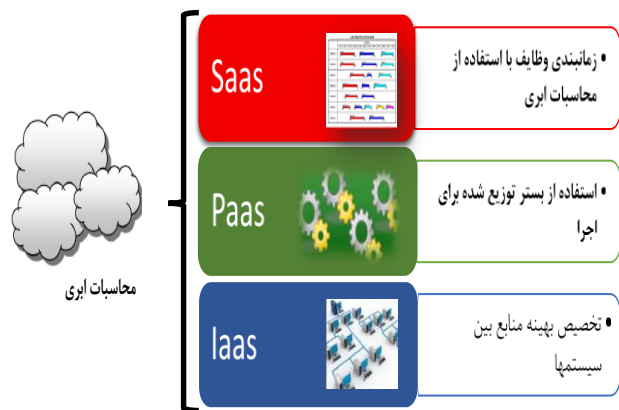 Saas
• زمانبندی وظایف با استفاده از
محاسبات ابری
Paas
• استفاده از بستر توزیع شده برای
اجرا
محاسبات ابری
Iaas
• تخصیص بهینه منابع بین
سیستمها